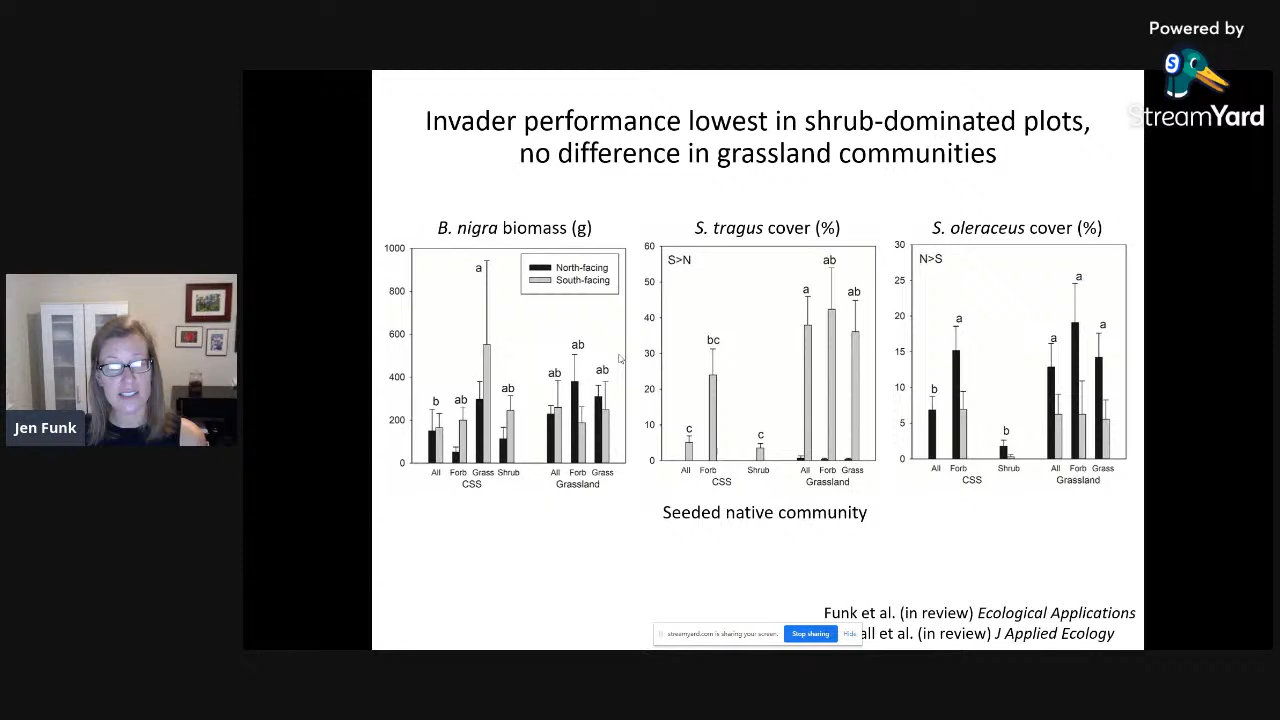 Powered by
StreamYard
Invader performance lowest in shrub-dominated plots,
no difference in grassland communities
B. nigra biomass (g)
1000
800
600
400
200
0
North-facing
South-facing
b
ab
a
ab
ab
ab
ab
All Forb Grass Shrub
CSS
All Forb Grass
Grassland
S. tragus cover (%)
60
50
40
30
20
10
0
S>N
c
bc
c
a
ab
ab
All Forb Shrub
CSS
All Forb Grass
Grassland
S. oleraceus cover (%)
30
25
20
15
10
5
0
N>S
b
a
b
a
a
a
All Forb Shrub
CSS
All Forb Grass
Grassland
Seeded native community
Jen Funk
Funk et al. (in review) Ecological Applications
all et al. (in review) J Applied Ecology
streamyard.com is sharing your screen. Stop sharing Hide